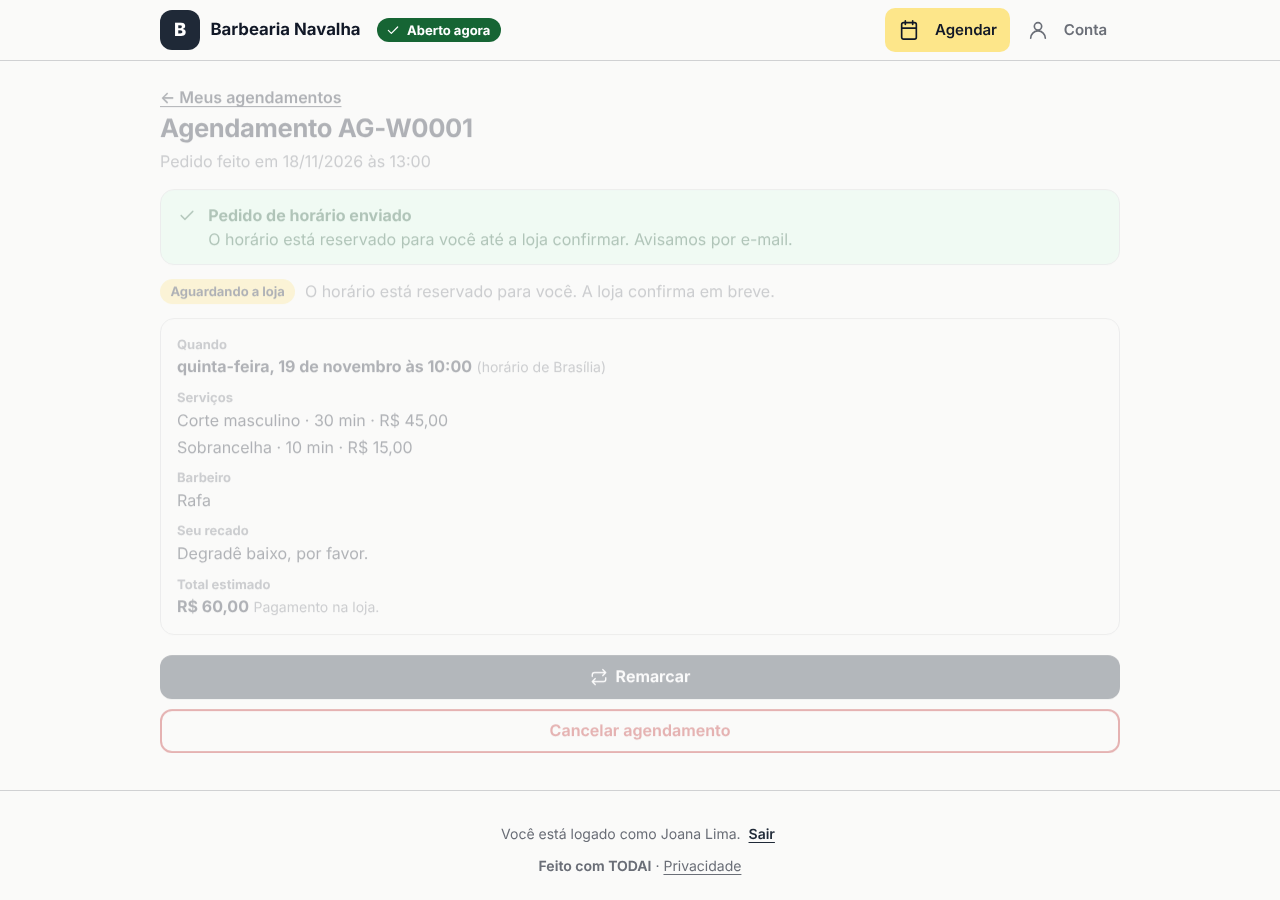 B Barbearia Navalha Aberto agora Agendar Conta
← Meus agendamentos
Agendamento AG-W0001
Pedido feito em 18/11/2026 às 13:00
Pedido de horário enviado
O horário está reservado para você até a loja confirmar. Avisamos por e-mail.
Aguardando a loja O horário está reservado para você. A loja confirma em breve.
Quando
quinta-feira, 19 de novembro às 10:00 (horário de Brasília)
Serviços
Corte masculino · 30 min · R$ 45,00
Sobrancelha · 10 min · R$ 15,00
Barbeiro
Rafa
Seu recado
Degradê baixo, por favor.
Total estimado
R$ 60,00 Pagamento na loja.
Remarcar
Cancelar agendamento
Você está logado como Joana Lima. Sair
Feito com TODAI · Privacidade